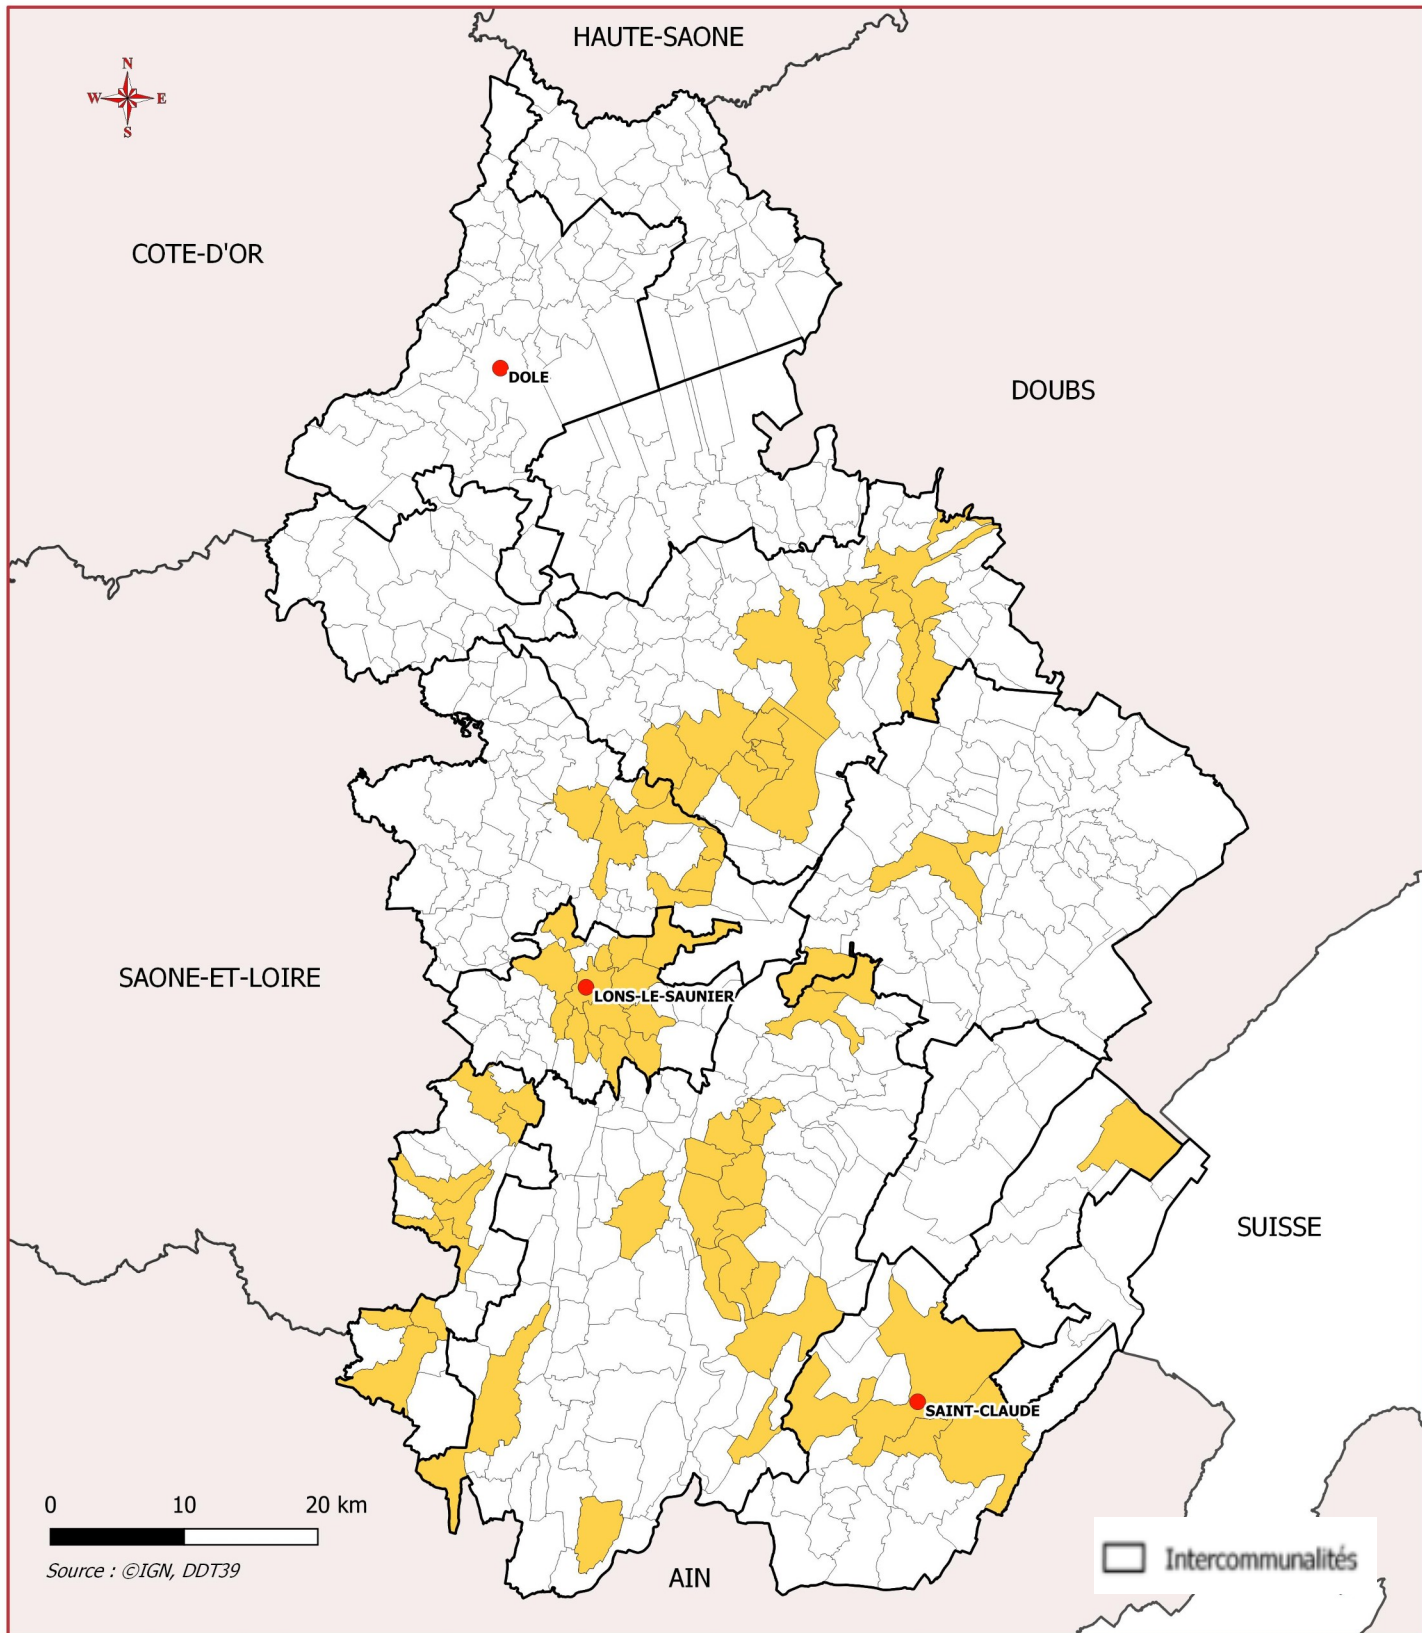 HAUTE-SAONE
N
W E
S
COTE-D'OR
DOLE
DOUBS
SAONE-ET-LOIRE
LONS-LE-SAUNIER
SUISSE
SAINT-CLAUDE
0 10 20 km
Source : ©IGN, DDT39
AIN
Intercommunalités